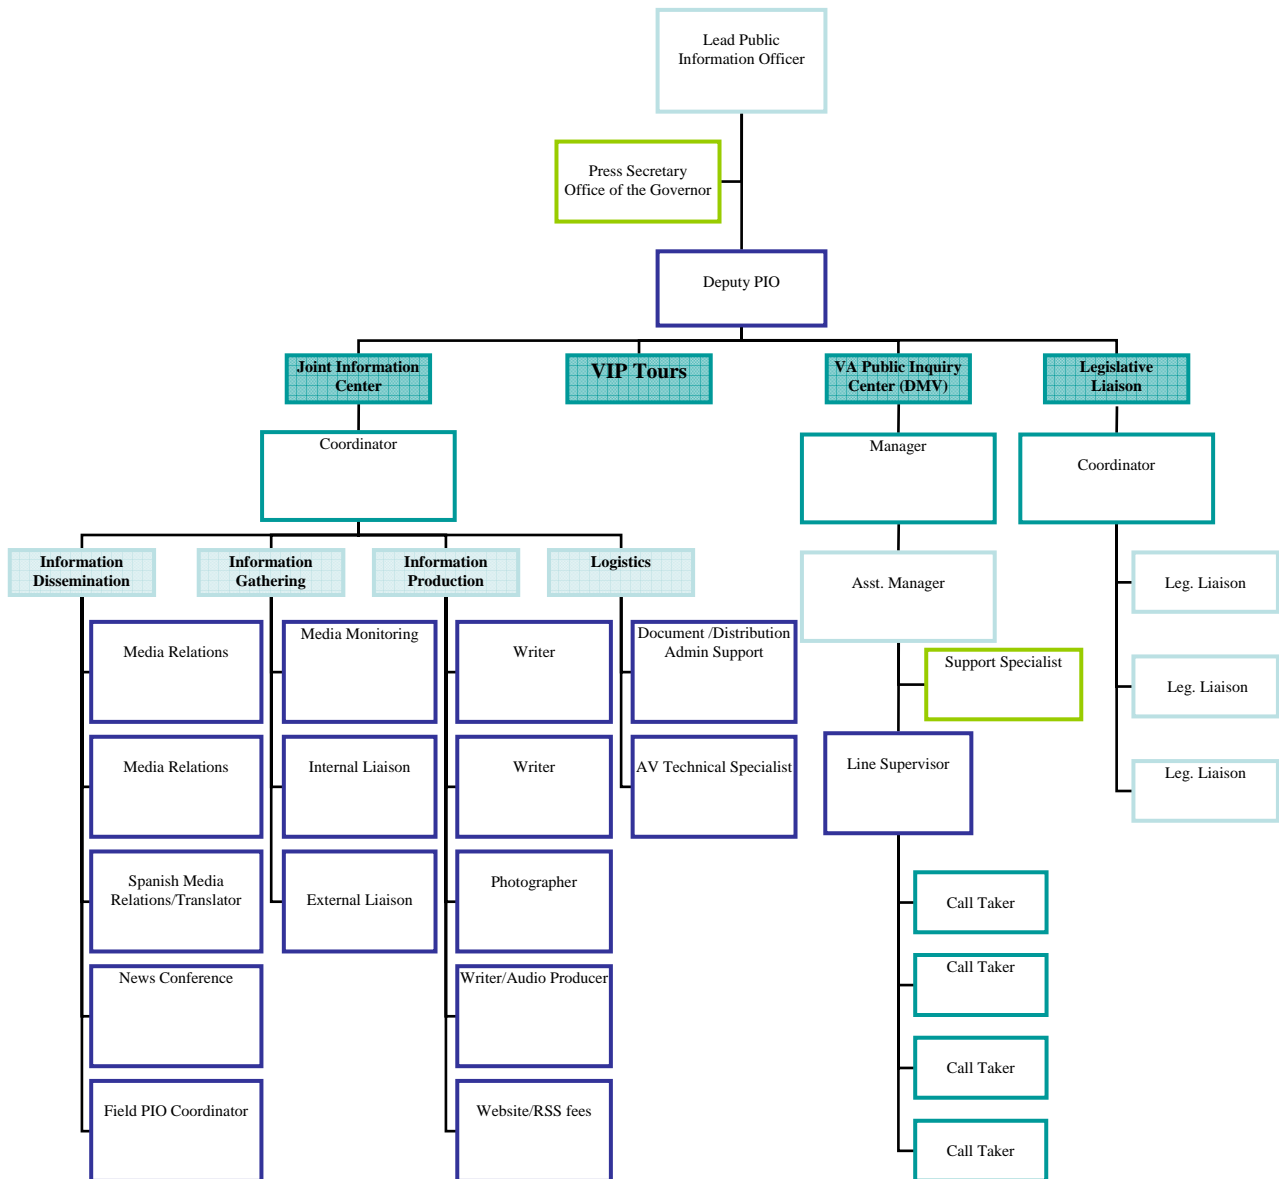 Lead Public
Information Officer
Press Secretary
Office of the Governor
Deputy PIO
Joint Information
Center
VIP Tours
VA Public Inquiry
Center (DMV)
Legislative
Liaison
Coordinator
Manager
Coordinator
Information
Dissemination
Information
Gathering
Information
Production
Logistics
Asst. Manager
Leg. Liaison
Media Relations
Media Monitoring
Writer
Document /Distribution
Admin Support
Support Specialist
Leg. Liaison
Media Relations
Internal Liaison
Writer
AV Technical Specialist
Line Supervisor
Leg. Liaison
Spanish Media
Relations/Translator
External Liaison
Photographer
Call Taker
News Conference
Writer/Audio Producer
Call Taker
Call Taker
Field PIO Coordinator
Website/RSS fees
Call Taker